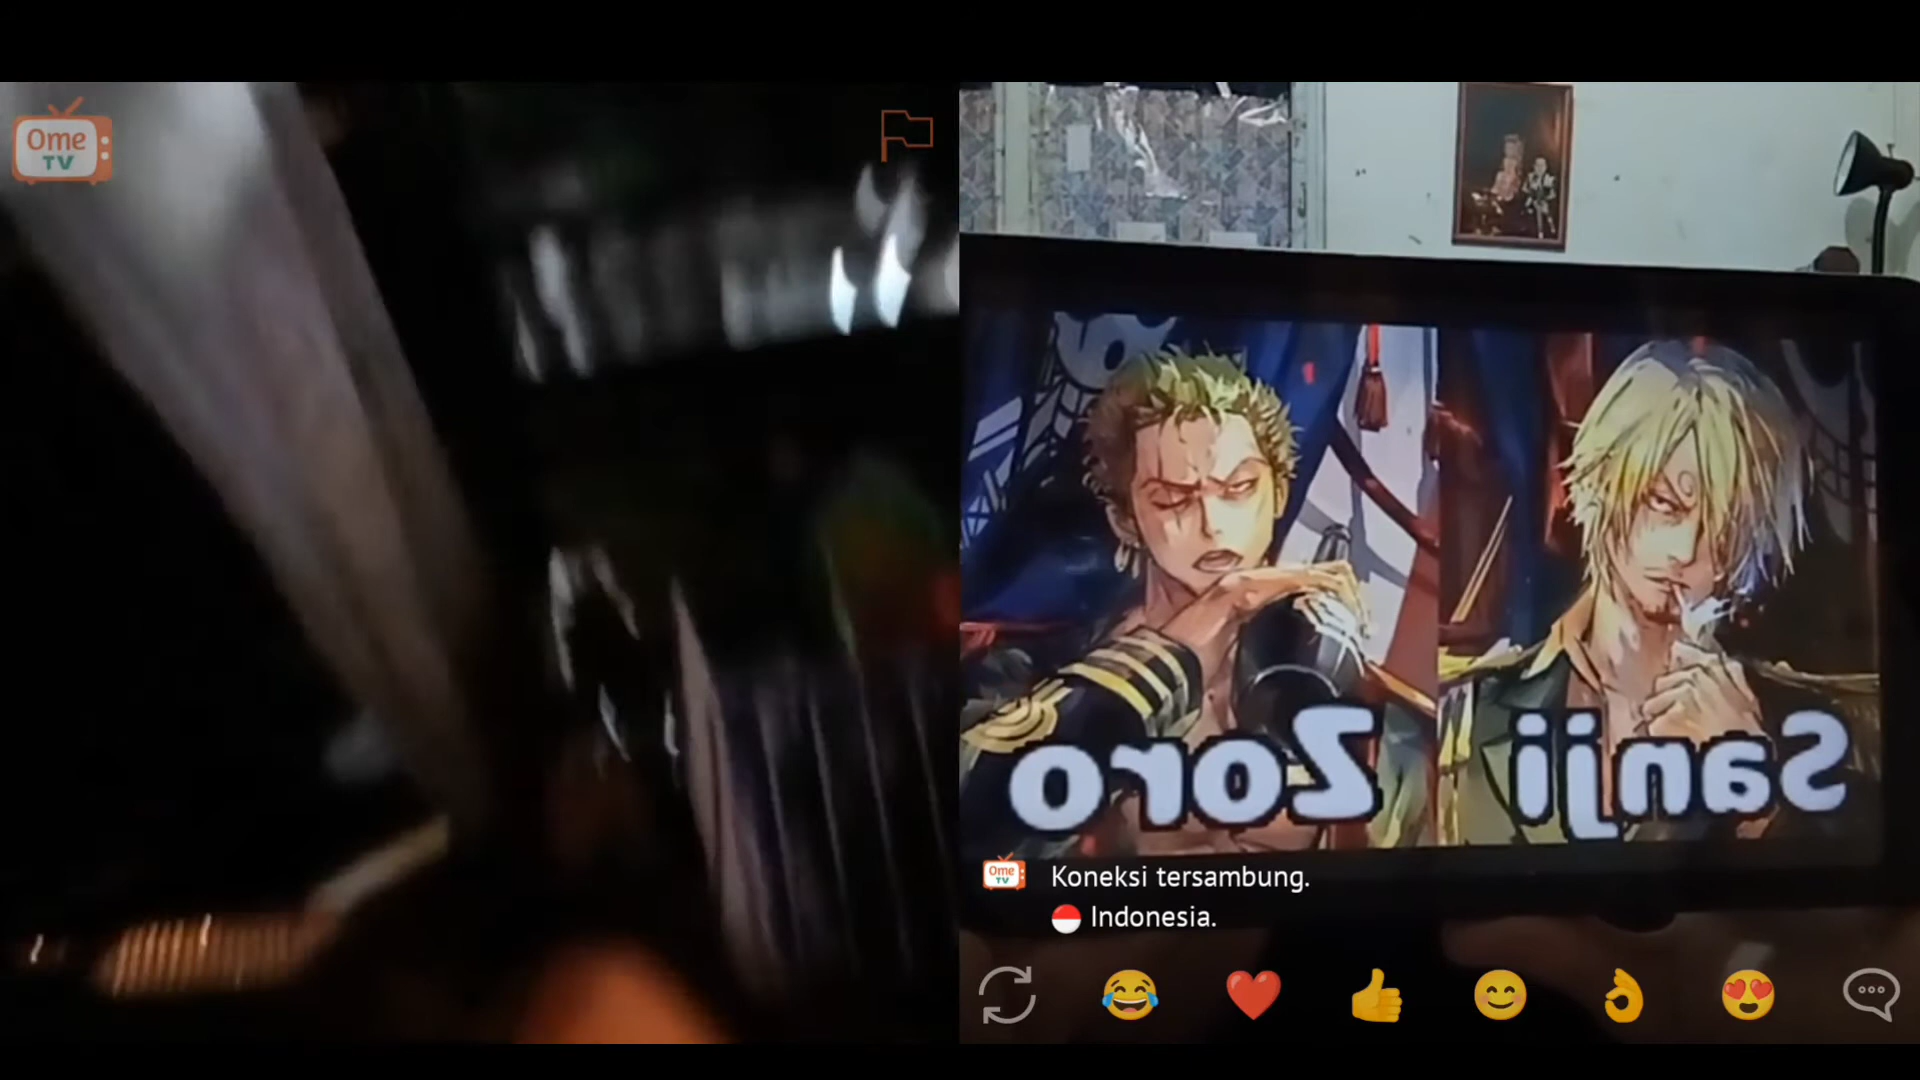 Ome
TV
Zoro
Sanji
Ome
TV
Koneksi tersambung.
Indonesia.